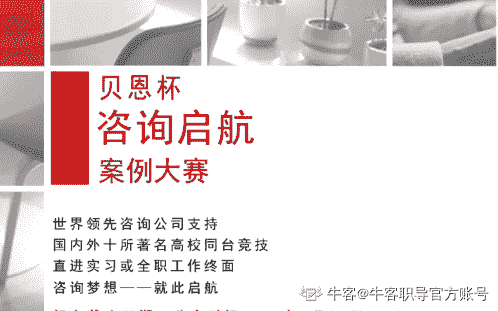 贝恩杯
咨询启航
案例大赛
世界领先咨询公司支持
国内外十所著名高校同台竞技
直进实习或全职工作终面
咨询梦想——就此启航
牛客@牛客职导官方账号